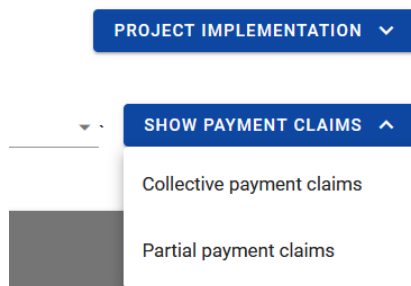 PROJECT IMPLEMENTATION
SHOW PAYMENT CLAIMS
Collective payment claims
Partial payment claims